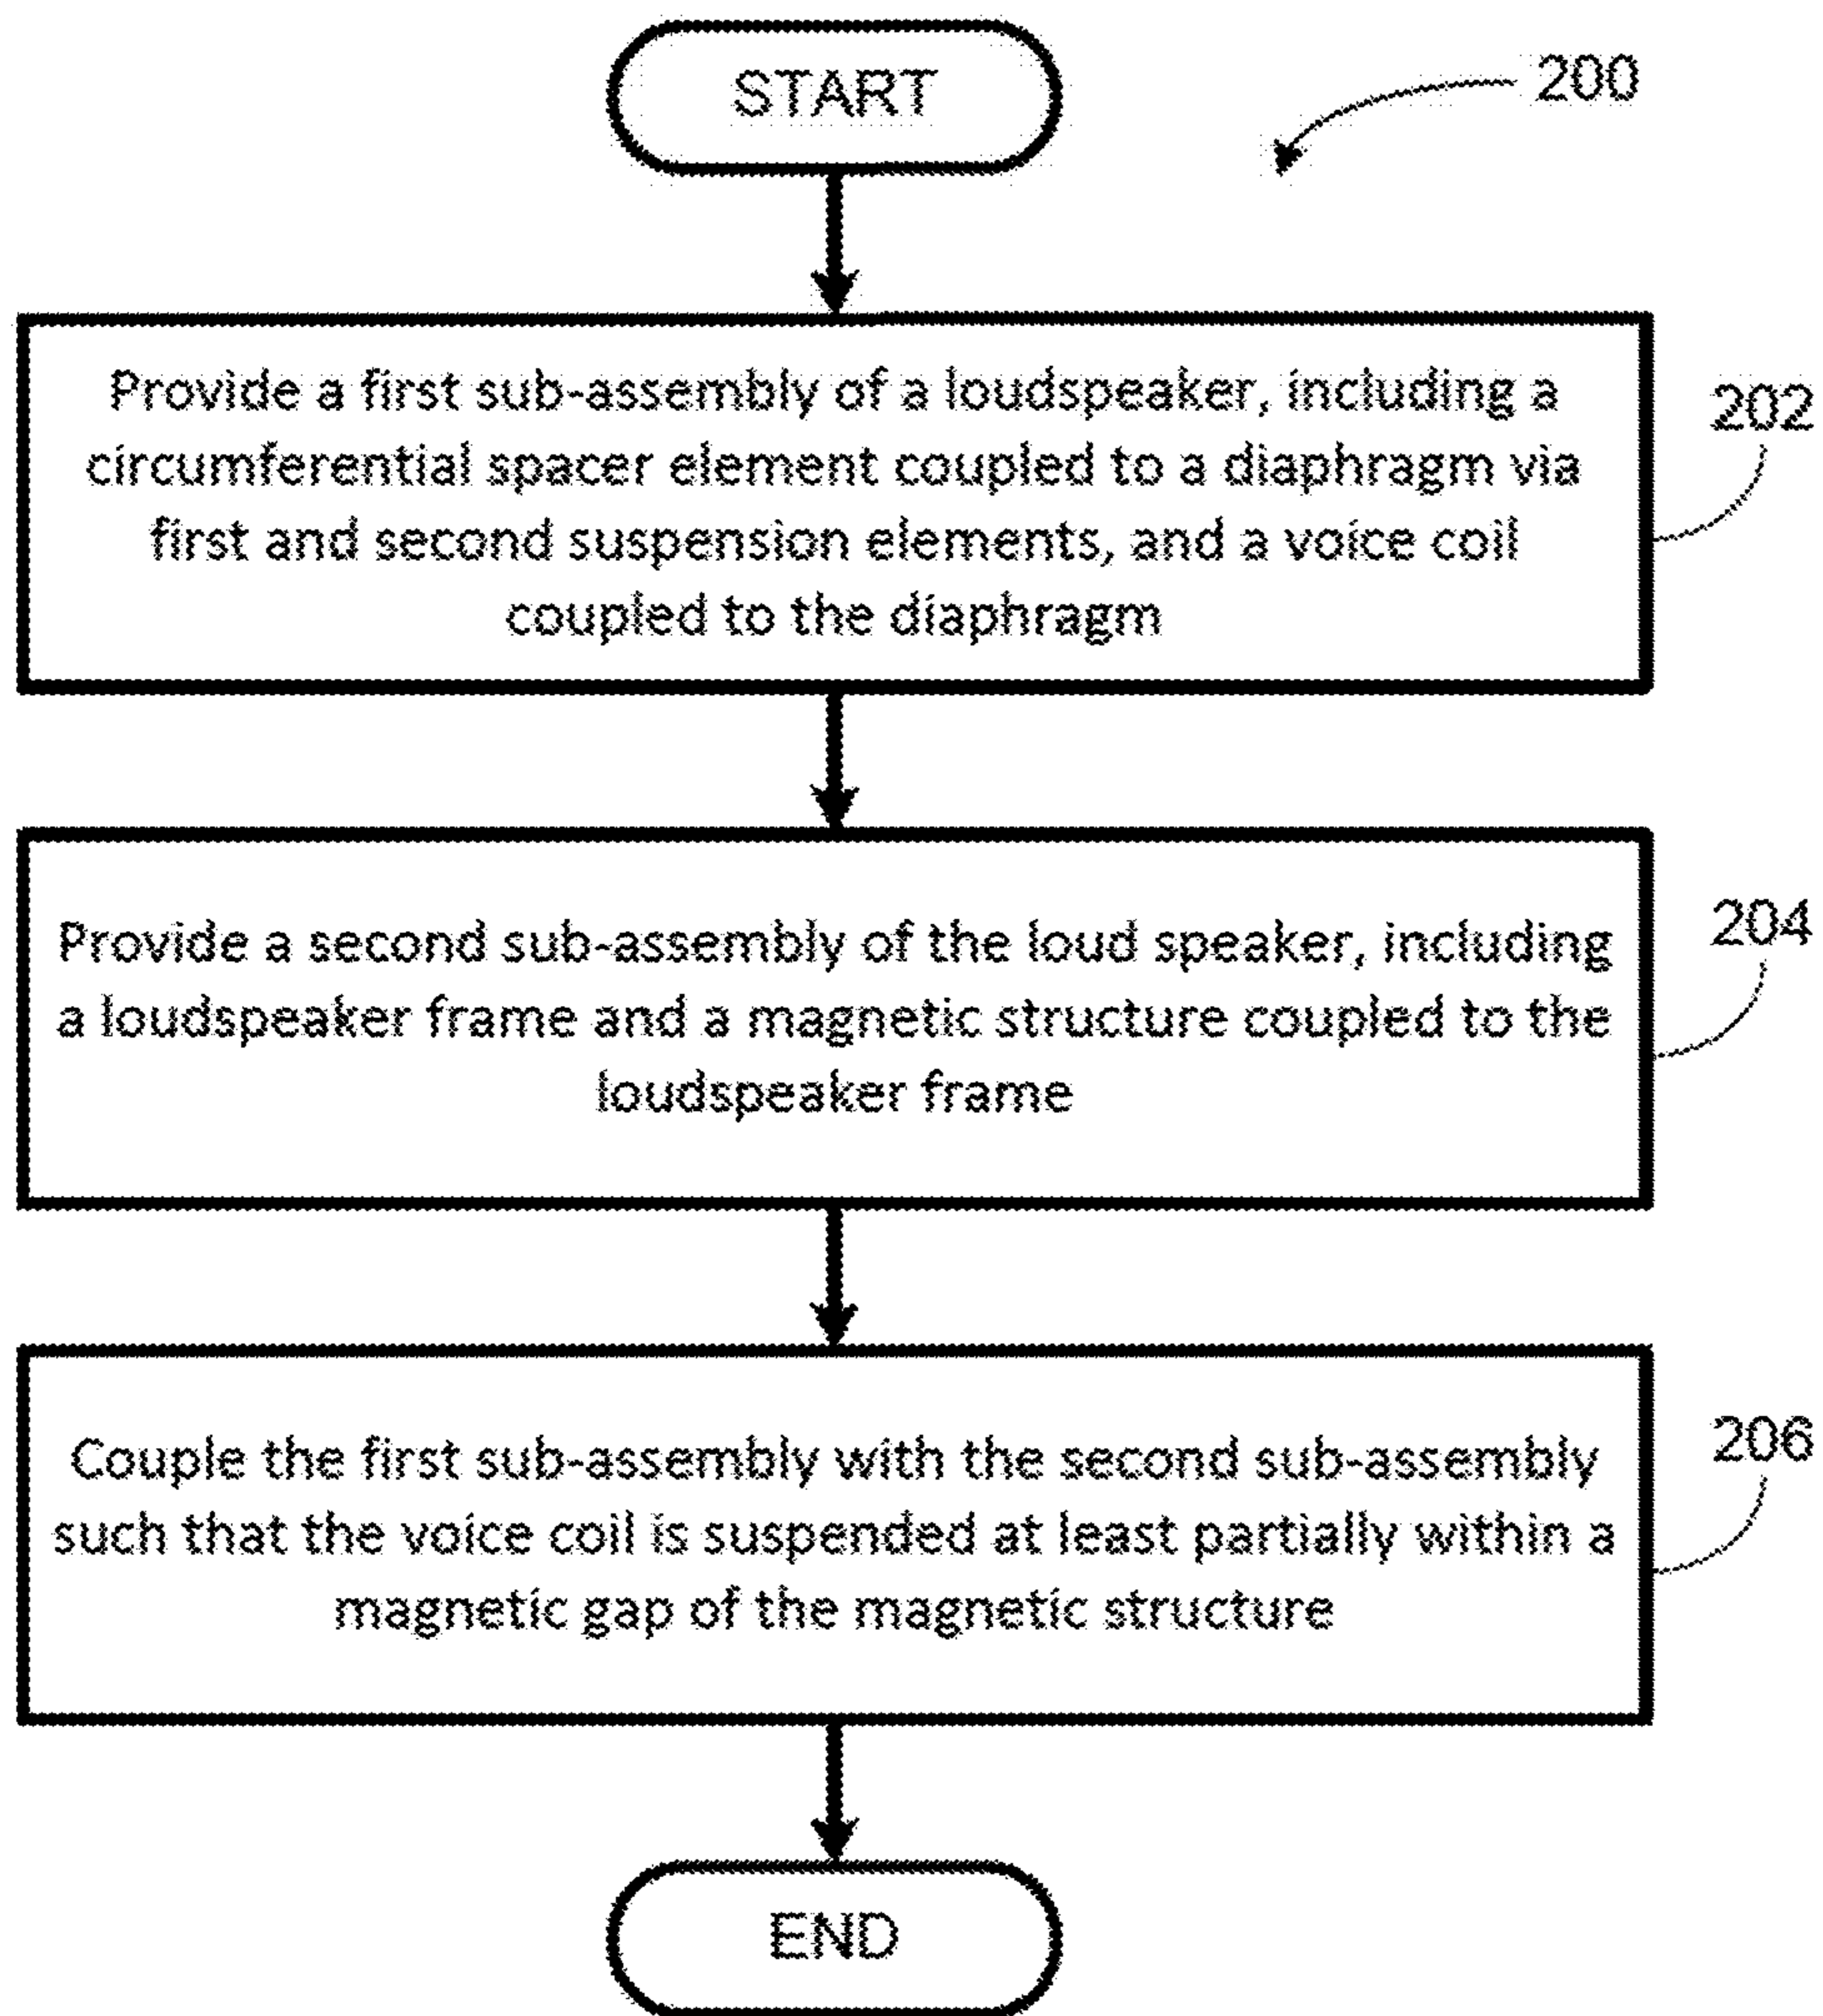 START
200
Provide a first sub-assembly of a loudspeaker, including a
circumferential spacer element coupled to a diaphragm via
first and second suspension elements, and a voice coil
coupled to the diaphragm
202
Provide a second sub-assembly of the loud speaker, including
a loudspeaker frame and a magnetic structure coupled to the
loudspeaker frame
204
Couple the first sub-assembly with the second sub-assembly
such that the voice coil is suspended at least partially within a
magnetic gap of the magnetic structure
206
END